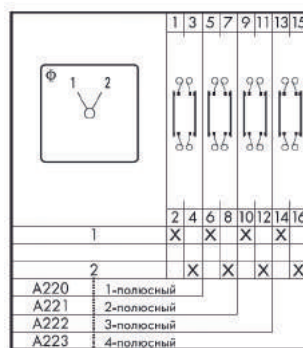 1 3 5 7 9 11 13 15
Ф
1 2
2 4 6 8 10 12 14 16
1 X X X X
2 X X X X
A220 1-полюсный
A221 2-полюсный
A222 3-полюсный
A223 4-полюсный